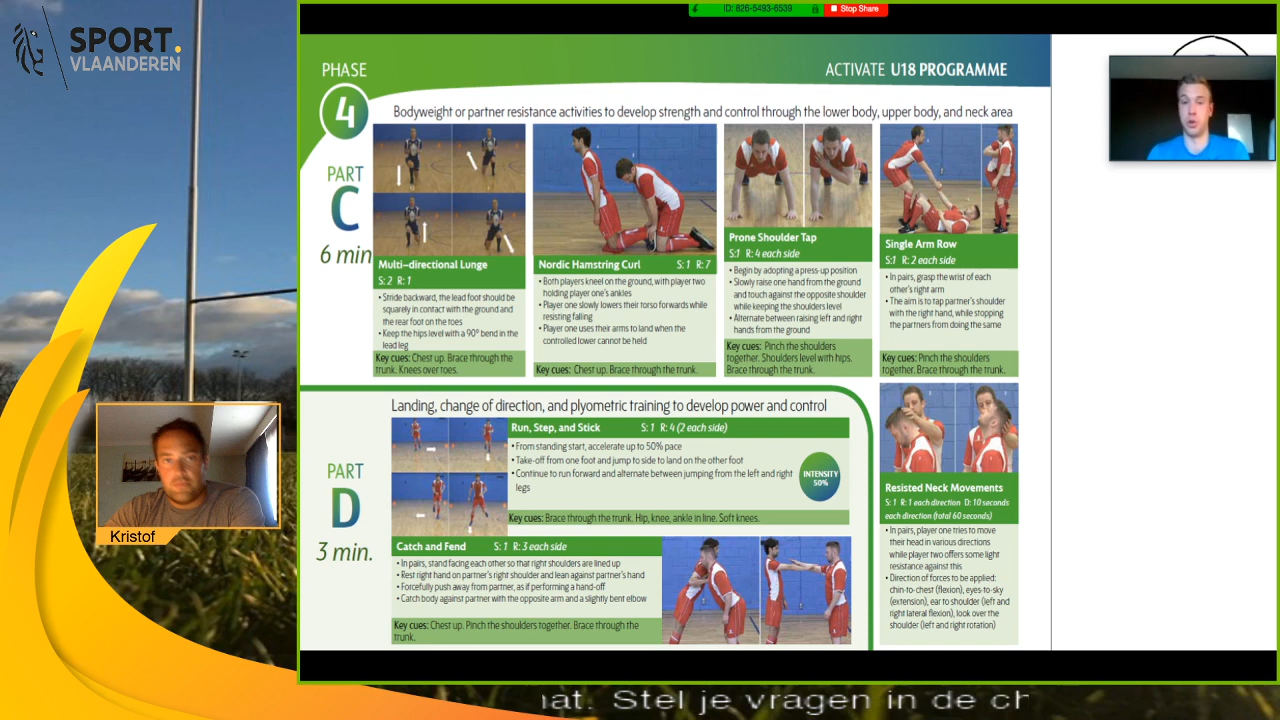 SPORT.
VLAANDEREN
ID: 826-5493-6539
Stop Share
PHASE
4
ACTIVATE U18 PROGRAMME
Bodyweight or partner resistance activities to develop strength and control through the lower body, upper body, and neck area
PART
C
6 min
Multi–directional Lunge
S: 2 R: 1
• Stride backward, the lead foot should be
squarely in contact with the ground and
the rear foot on the toes
• Keep the hips level with a 90° bend in the
lead leg
Key cues: Chest up. Brace through the
trunk. Knees over toes.
Nordic Hamstring Curl S: 1 R: 7
• Both players kneel on the ground, with player two
holding player one's ankles
• Player one slowly lowers their torso forwards while
resisting falling
• Player one uses their arms to land when the
controlled lower cannot be held
Key cues: Chest up. Brace through the trunk.
Prone Shoulder Tap
S:1 R: 4 each side
• Begin by adopting a press-up position
• Slowly raise one hand from the ground
and touch against the opposite shoulder
while keeping the shoulders level
• Alternate between raising left and right
hands from the ground
Key cues: Pinch the shoulders
together. Shoulders level with hips.
Brace through the trunk.
Single Arm Row
S:1 R: 2 each side
• In pairs, grasp the wrist of each
other's right arm
• The aim is to tap partner's shoulder
with the right hand, while stopping
the partners from doing the same
Key cues: Pinch the shoulders
together. Brace through the trunk.
Landing, change of direction, and plyometric training to develop power and control
PART
D
3 min.
Run, Step, and Stick S: 1 R: 4 (2 each side)
• From standing start, accelerate up to 50% pace
• Take-off from one foot and jump to side to land on the other foot
• Continue to run forward and alternate between jumping from the left and right
legs
INTENSITY
50%
Key cues: Brace through the trunk. Hip, knee, ankle in line. Soft knees.
Catch and Fend S: 1 R: 3 each side
• In pairs, stand facing each other so that right shoulders are lined up
• Rest right hand on partner's right shoulder and lean against partner's hand
• Forcefully push away from partner, as if performing a hand-off
• Catch body against partner with the opposite arm and a slightly bent elbow
Key cues: Chest up. Pinch the shoulders together. Brace through the
trunk.
Resisted Neck Movements
S: 1 R: 1 each direction D: 10 seconds
each direction (total 60 seconds)
• In pairs, player one tries to move
their head in various directions
while player two offers some light
resistance against this
• Direction of forces to be applied:
chin-to-chest (flexion), eyes-to-sky
(extension), ear to shoulder (left and
right lateral flexion), look over the
shoulder (left and right rotation)
Kristof
at. Stel je vragen in de ch